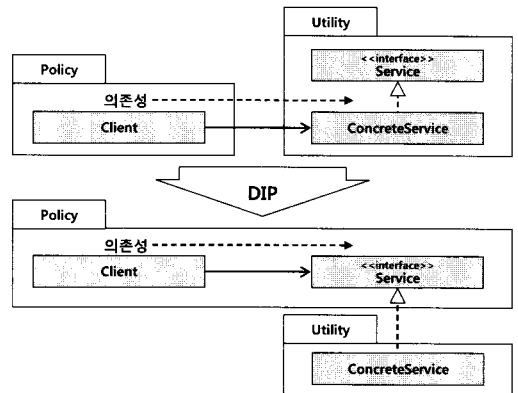 Utility
<<interface>>
Service
Policy
의존성
Client
ConcreteService
DIP
Policy
의존성
Client
<<interface>>
Service
Utility
ConcreteService